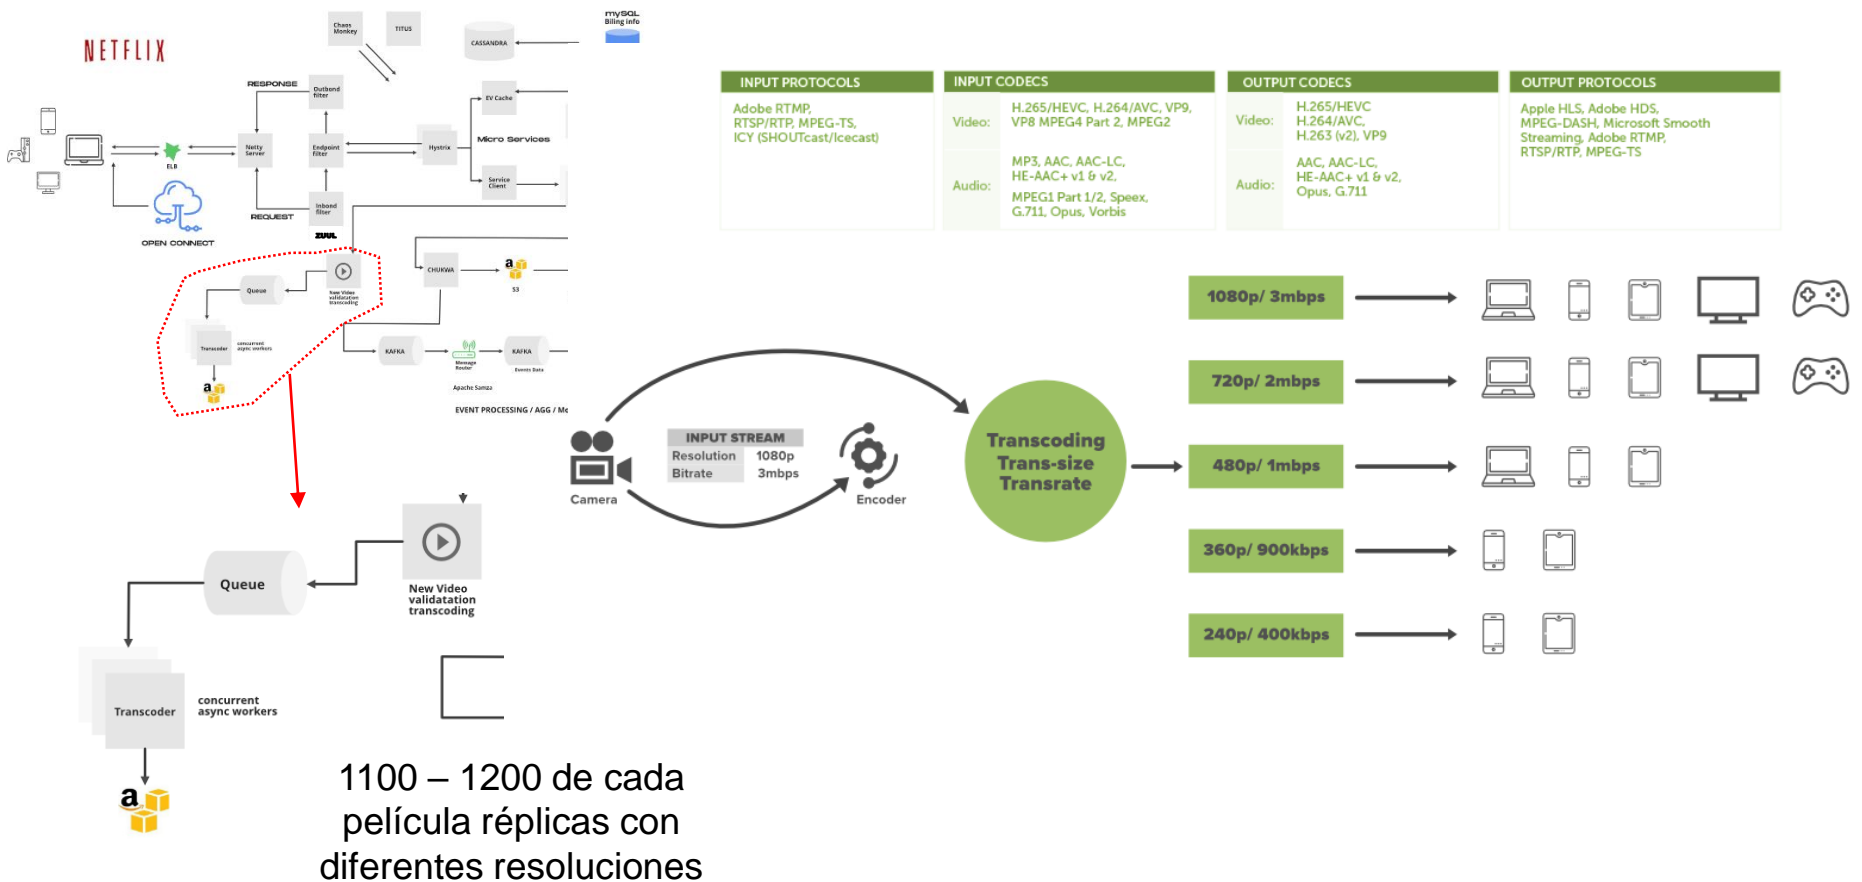 NETFLIX
Chaos
Monkey
TITUS
CASSANDRA
mySQL
Biling info
RESPONSE
Outbond
filter
EV Cache
Netty
Server
Endpoint
filter
Hystrix
Micro Services
ELB
Service
Client
Inbond
filter
REQUEST
ZUUL
OPEN CONNECT
CHUKWA
S3
Queue
New Video
validatation
transcoding
Transcoder
concurrent
async workers
KAFKA
Message
Router
KAFKA
Events Data
Apache Samza
EVENT PROCESSING / AGG / Me
INPUT PROTOCOLS
Adobe RTMP,
RTSP/RTP, MPEG-TS,
ICY (SHOUTcast/Icecast)
INPUT CODECS
Video:
H.265/HEVC, H.264/AVC, VP9,
VP8 MPEG4 Part 2, MPEG2
Audio:
MP3, AAC, AAC-LC,
HE-AAC+ v1 & v2,
MPEG1 Part 1/2, Speex,
G.711, Opus, Vorbis
OUTPUT CODECS
Video:
H.265/HEVC
H.264/AVC,
H.263 (v2), VP9
Audio:
AAC, AAC-LC,
HE-AAC+ v1 & v2,
Opus, G.711
OUTPUT PROTOCOLS
Apple HLS, Adobe HDS,
MPEG-DASH, Microsoft Smooth
Streaming, Adobe RTMP,
RTSP/RTP, MPEG-TS
Camera
INPUT STREAM
Resolution 1080p
Bitrate 3mbps
Encoder
Transcoding
Trans-size
Transrate
1080p/ 3mbps
720p/ 2mbps
480p/ 1mbps
360p/ 900kbps
240p/ 400kbps
Queue
New Video
validatation
transcoding
Transcoder
concurrent
async workers
a
1100 – 1200 de cada
película réplicas con
diferentes resoluciones